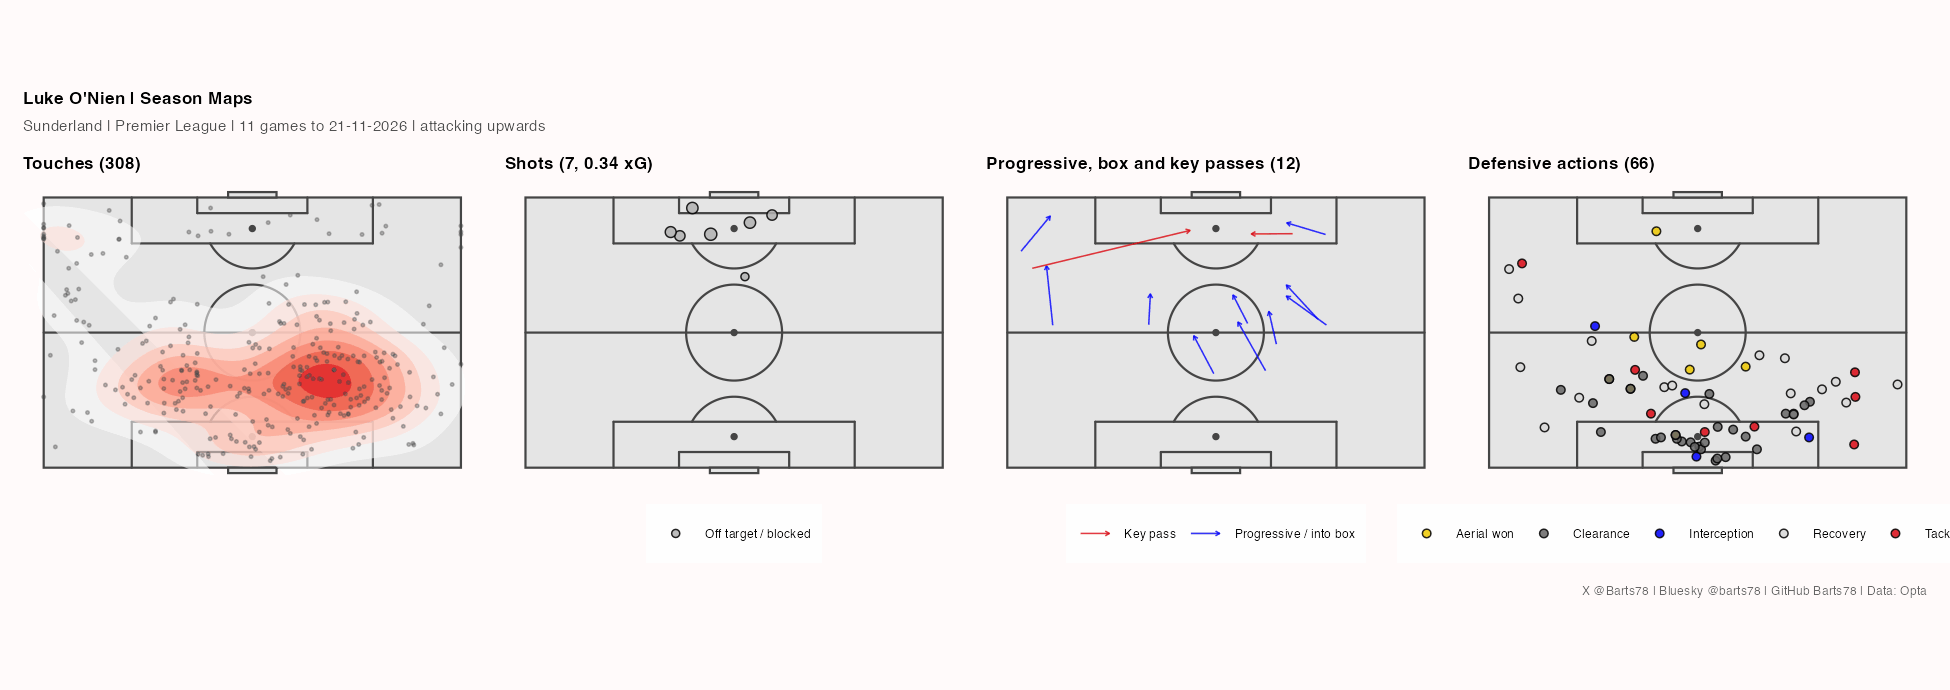 Luke O'Nien | Season Maps
Sunderland | Premier League | 11 games to 21-11-2026 | attacking upwards
Touches (308)
Shots (7, 0.34 xG)
Progressive, box and key passes (12)
Defensive actions (66)
Off target / blocked
Key pass
Progressive / into box
Aerial won
Clearance
Interception
Recovery
Tack
X @Barts78 | Bluesky @barts78 | GitHub Barts78 | Data: Opta